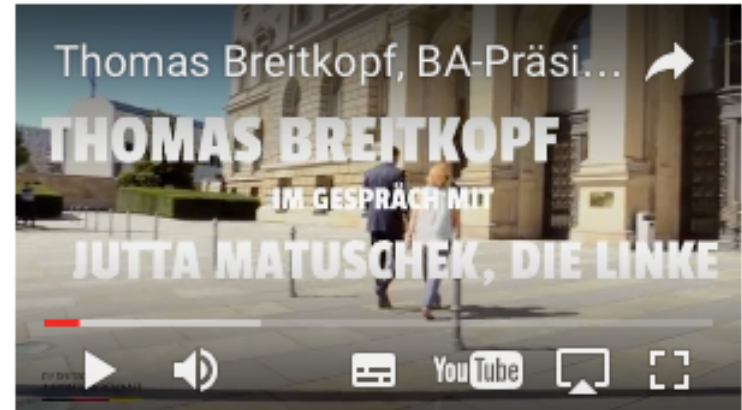 Thomas Breitkopf, BA-Präsi...
THOMAS BREITKOPF
IM GESPRÄCH MIT
JUTTA MATUSCHEK, DIE LINKE
YouTube